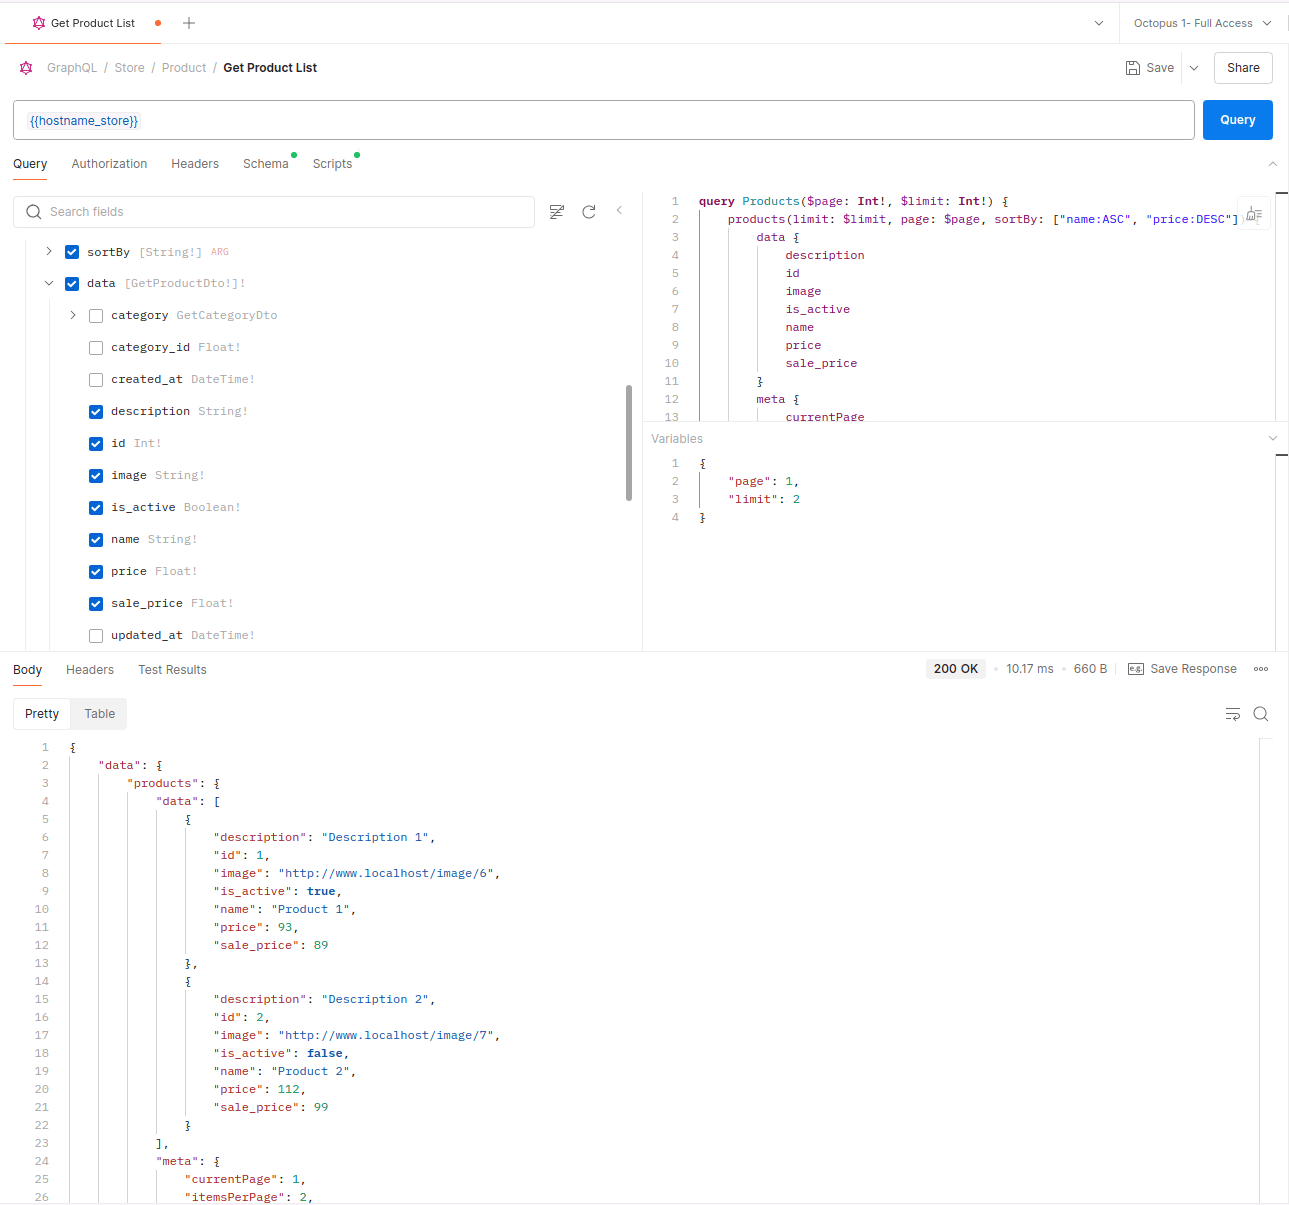 Get Product List
Octopus 1- Full Access
GraphQL / Store / Product / Get Product List
Save
Share
{{hostname_store}}
Query
Query Authorization Headers Schema Scripts
Search fields
sortBy [String!] ARG
data [GetProductDto!]!
category GetCategoryDto
category_id Float!
created_at DateTime!
description String!
id Int!
image String!
is_active Boolean!
name String!
price Float!
sale_price Float!
updated_at DateTime!
1 query Products($page: Int!, $limit: Int!) {
2 products(limit: $limit, page: $page, sortBy: ["name:ASC", "price:DESC"]
3 data {
4 description
5 id
6 image
7 is_active
8 name
9 price
10 sale_price
11 }
12 meta {
13 currentPage
Variables
1 {
2 "page": 1,
3 "limit": 2
4 }
Body Headers Test Results
200 OK • 10.17 ms • 660 B
e.g. Save Response
Pretty Table
1 {
2 "data": {
3 "products": {
4 "data": [
5 {
6 "description": "Description 1",
7 "id": 1,
8 "image": "http://www.localhost/image/6",
9 "is_active": true,
10 "name": "Product 1",
11 "price": 93,
12 "sale_price": 89
13 },
14 {
15 "description": "Description 2",
16 "id": 2,
17 "image": "http://www.localhost/image/7",
18 "is_active": false,
19 "name": "Product 2",
20 "price": 112,
21 "sale_price": 99
22 }
23 ],
24 "meta": {
25 "currentPage": 1,
26 "itemsPerPage": 2,